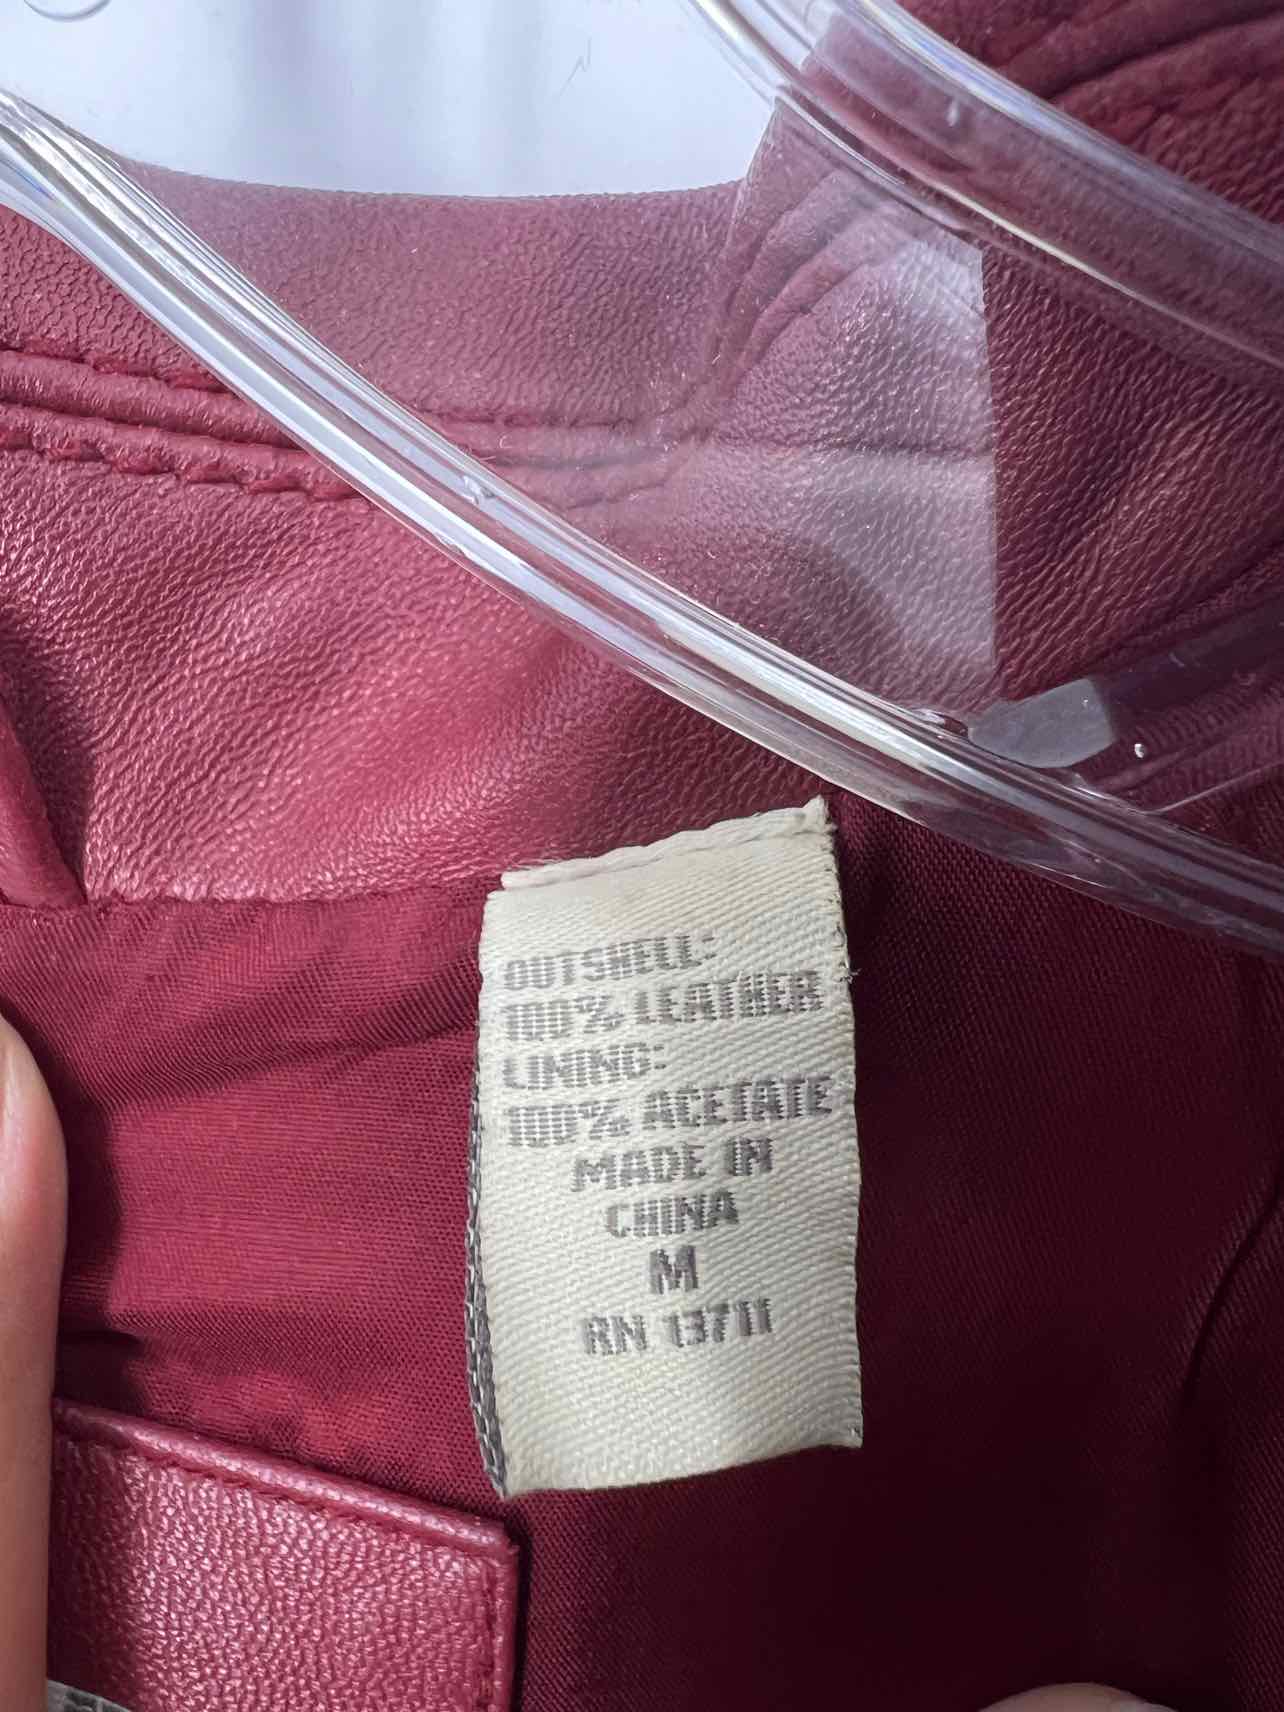 OUTSHELL:
100% LEATHER
LINING:
100% ACETATE
MADE IN
CHINA
M
RN 13711